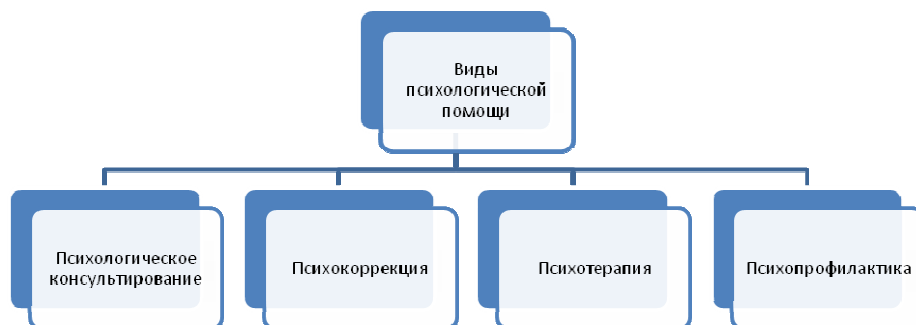 Виды
психологической
помощи
Психологическое
консультирование
Психокоррекция
Психотерапия
Психопрофилактика